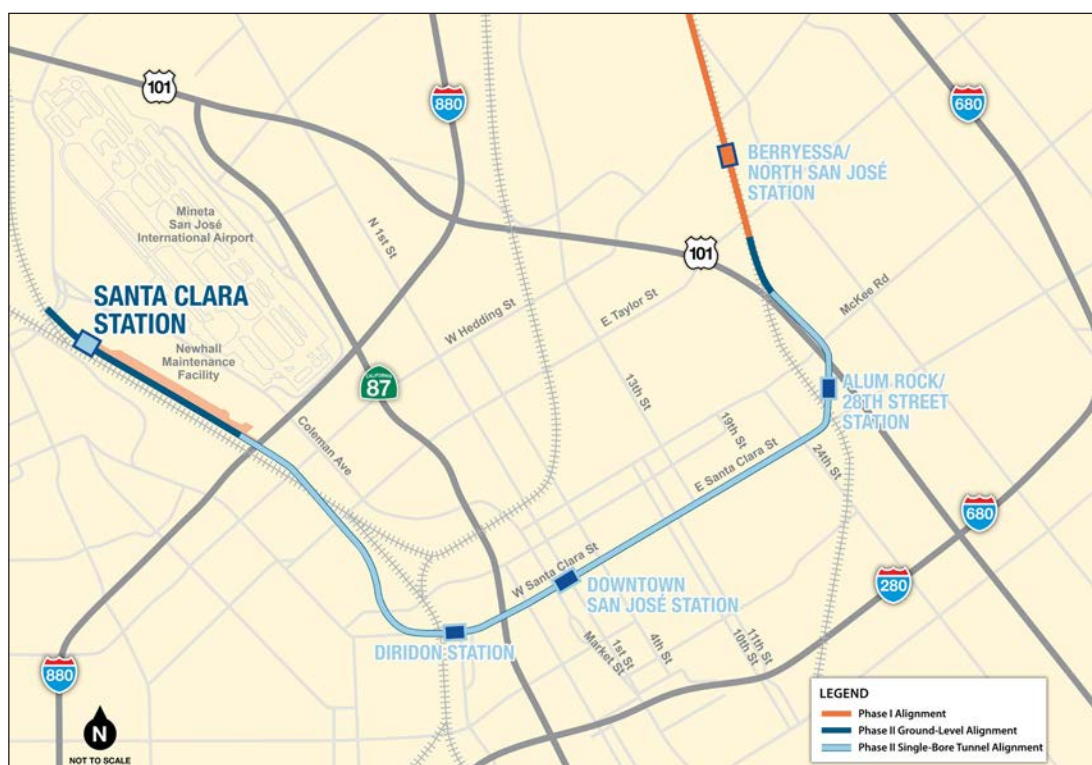 101
880
680
BERRYESSA/
NORTH SAN JOSÉ
STATION
Mineta
San José
International Airport
N 1st St
101
SANTA CLARA
STATION
W Hedding St
E Taylor St
McKee Rd
Newhall
Maintenance
Facility
CALIFORNIA
87
ALUM ROCK/
28TH STREET
STATION
13th St
19th St
24th St
Coleman Ave
E Santa Clara St
680
W Santa Clara St
DOWNTOWN
SAN JOSÉ STATION
280
DIRIDON STATION
Market St
1st St
4th St
10th St
11th St
880
N
NOT TO SCALE
LEGEND
Phase I Alignment
Phase II Ground-Level Alignment
Phase II Single-Bore Tunnel Alignment